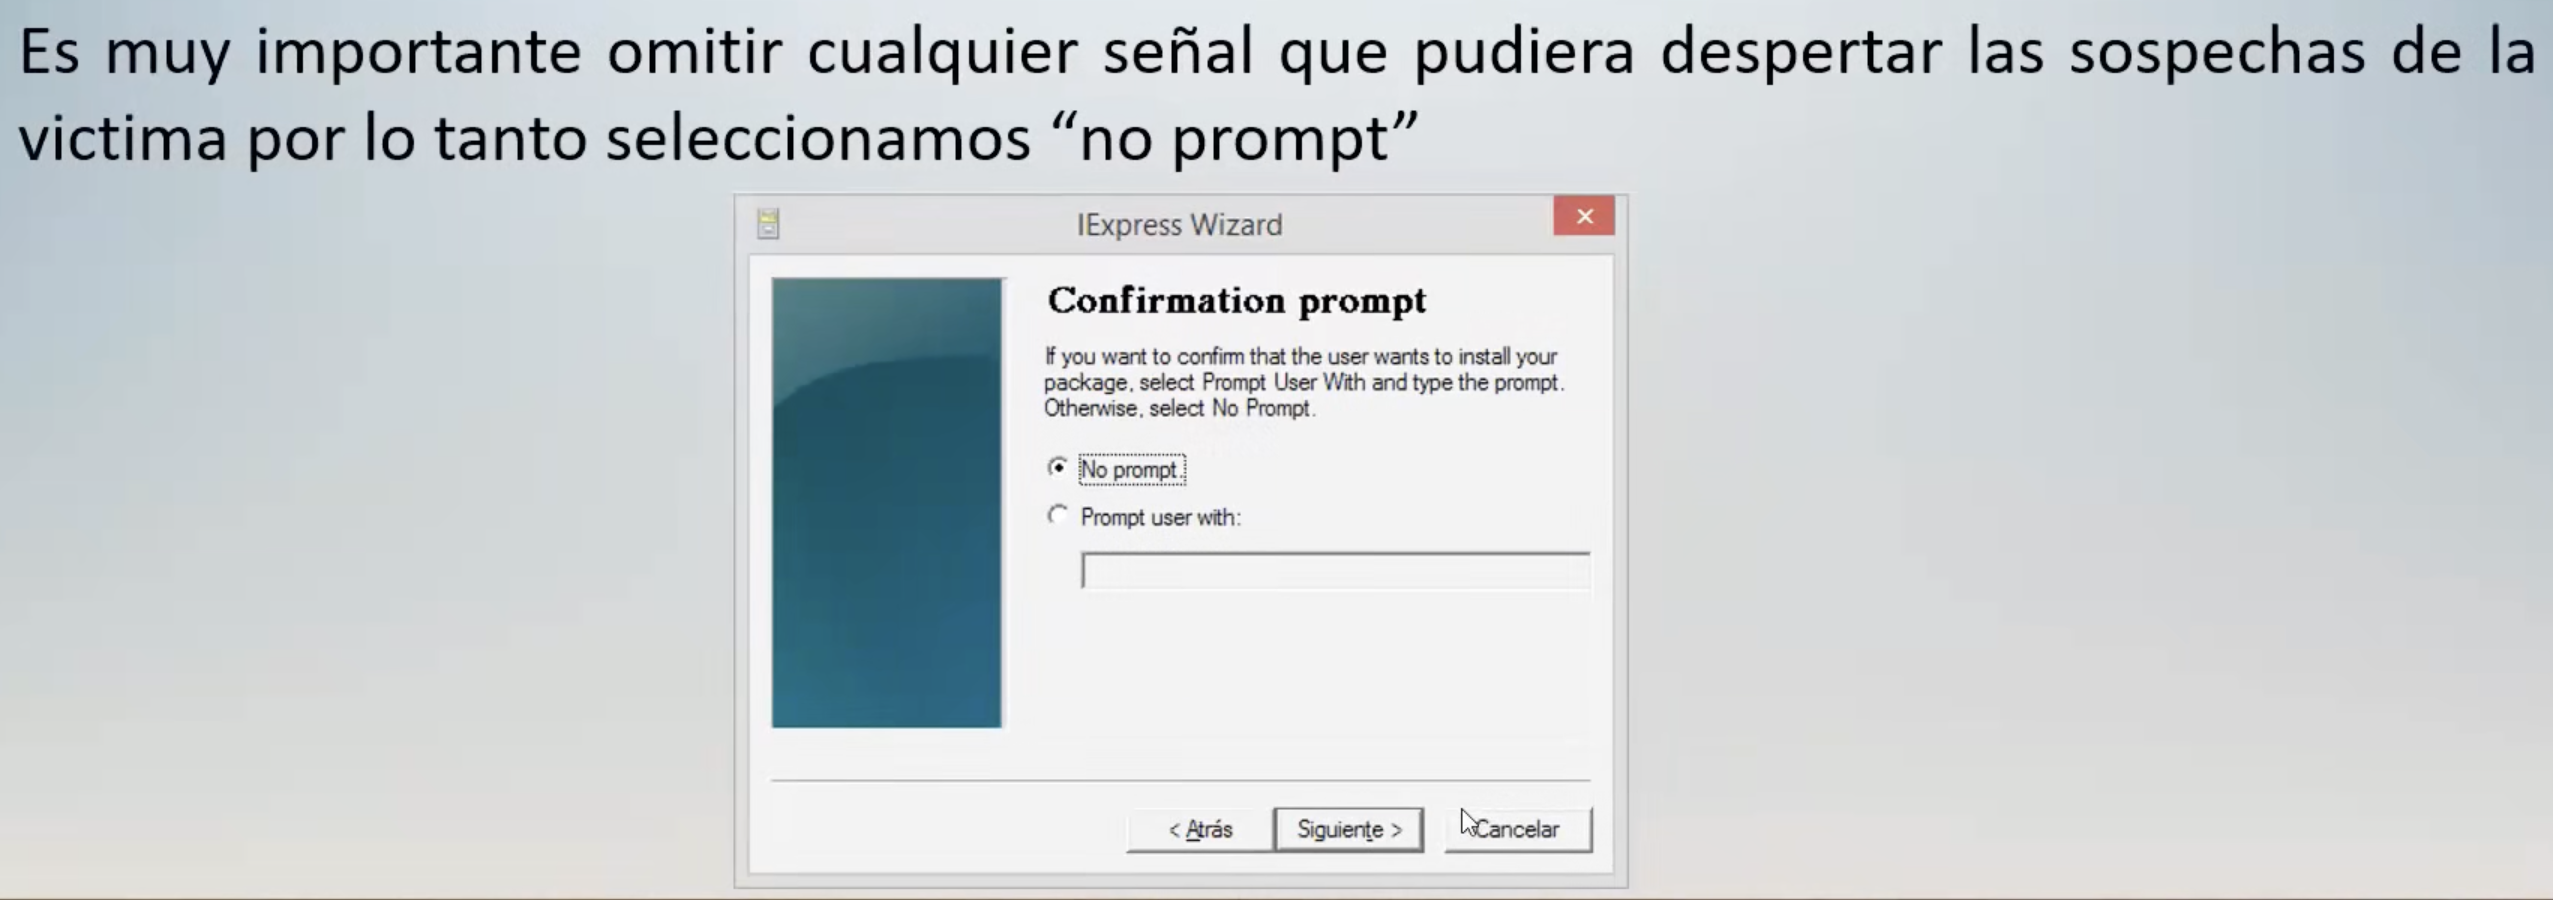 Es muy importante omitir cualquier señal que pudiera despertar las sospechas de la
victima por lo tanto seleccionamos “no prompt”
IExpress Wizard
Confirmation prompt
If you want to confirm that the user wants to install your
package, select Prompt User With and type the prompt.
Otherwise, select No Prompt.
No prompt.
Prompt user with:
< Atrás
Siguiente >
Cancelar